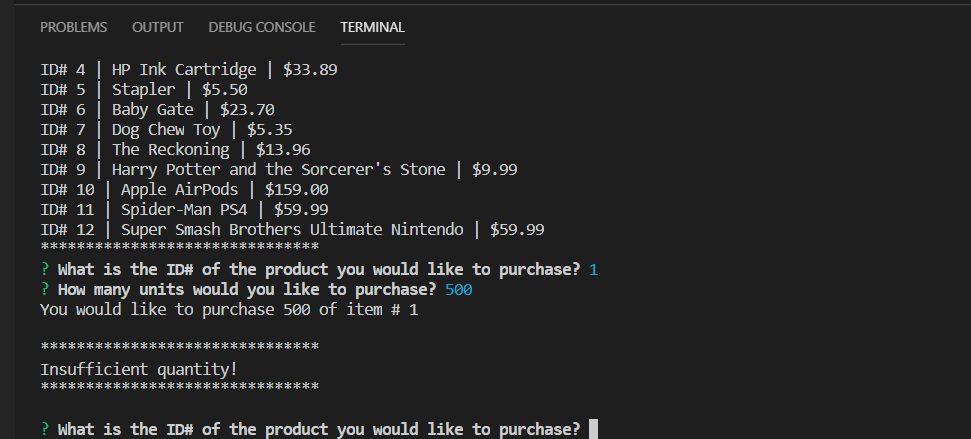 PROBLEMS OUTPUT DEBUG CONSOLE TERMINAL
ID# 4 | HP Ink Cartridge | $33.89
ID# 5 | Stapler | $5.50
ID# 6 | Baby Gate | $23.70
ID# 7 | Dog Chew Toy | $5.35
ID# 8 | The Reckoning | $13.96
ID# 9 | Harry Potter and the Sorcerer's Stone | $9.99
ID# 10 | Apple AirPods | $159.00
ID# 11 | Spider-Man PS4 | $59.99
ID# 12 | Super Smash Brothers Ultimate Nintendo | $59.99
*******************************
? What is the ID# of the product you would like to purchase? 1
? How many units would you like to purchase? 500
You would like to purchase 500 of item # 1
*******************************
Insufficient quantity!
*******************************
? What is the ID# of the product you would like to purchase?